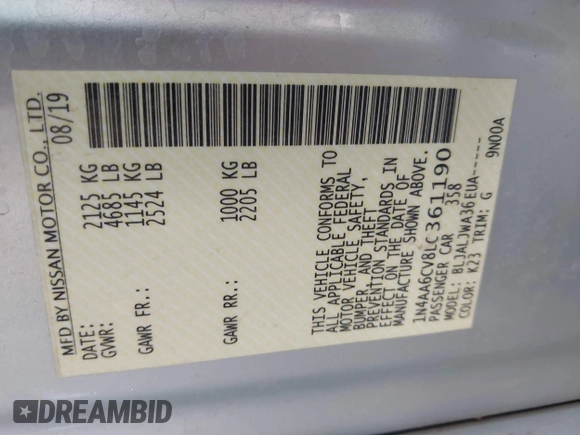 MFD BY NISSAN MOTOR CO., LTD.
DATE: 08/19
GVWR: 2125 KG
4685 LB
GAWR FR.: 1145 KG
2524 LB
GAWR RR.: 1000 KG
2205 LB
THIS VEHICLE CONFORMS TO
ALL APPLICABLE FEDERAL
MOTOR VEHICLE SAFETY,
BUMPER, AND THEFT
PREVENTION STANDARDS IN
EFFECT ON THE DATE OF
MANUFACTURE SHOWN ABOVE.
1N4AA6CV8LC361190
PASSENGER CAR 358
MODEL: BLJALJWA36EUA-----
COLOR: K23 TRIM: G 9N00A
DREAMBID